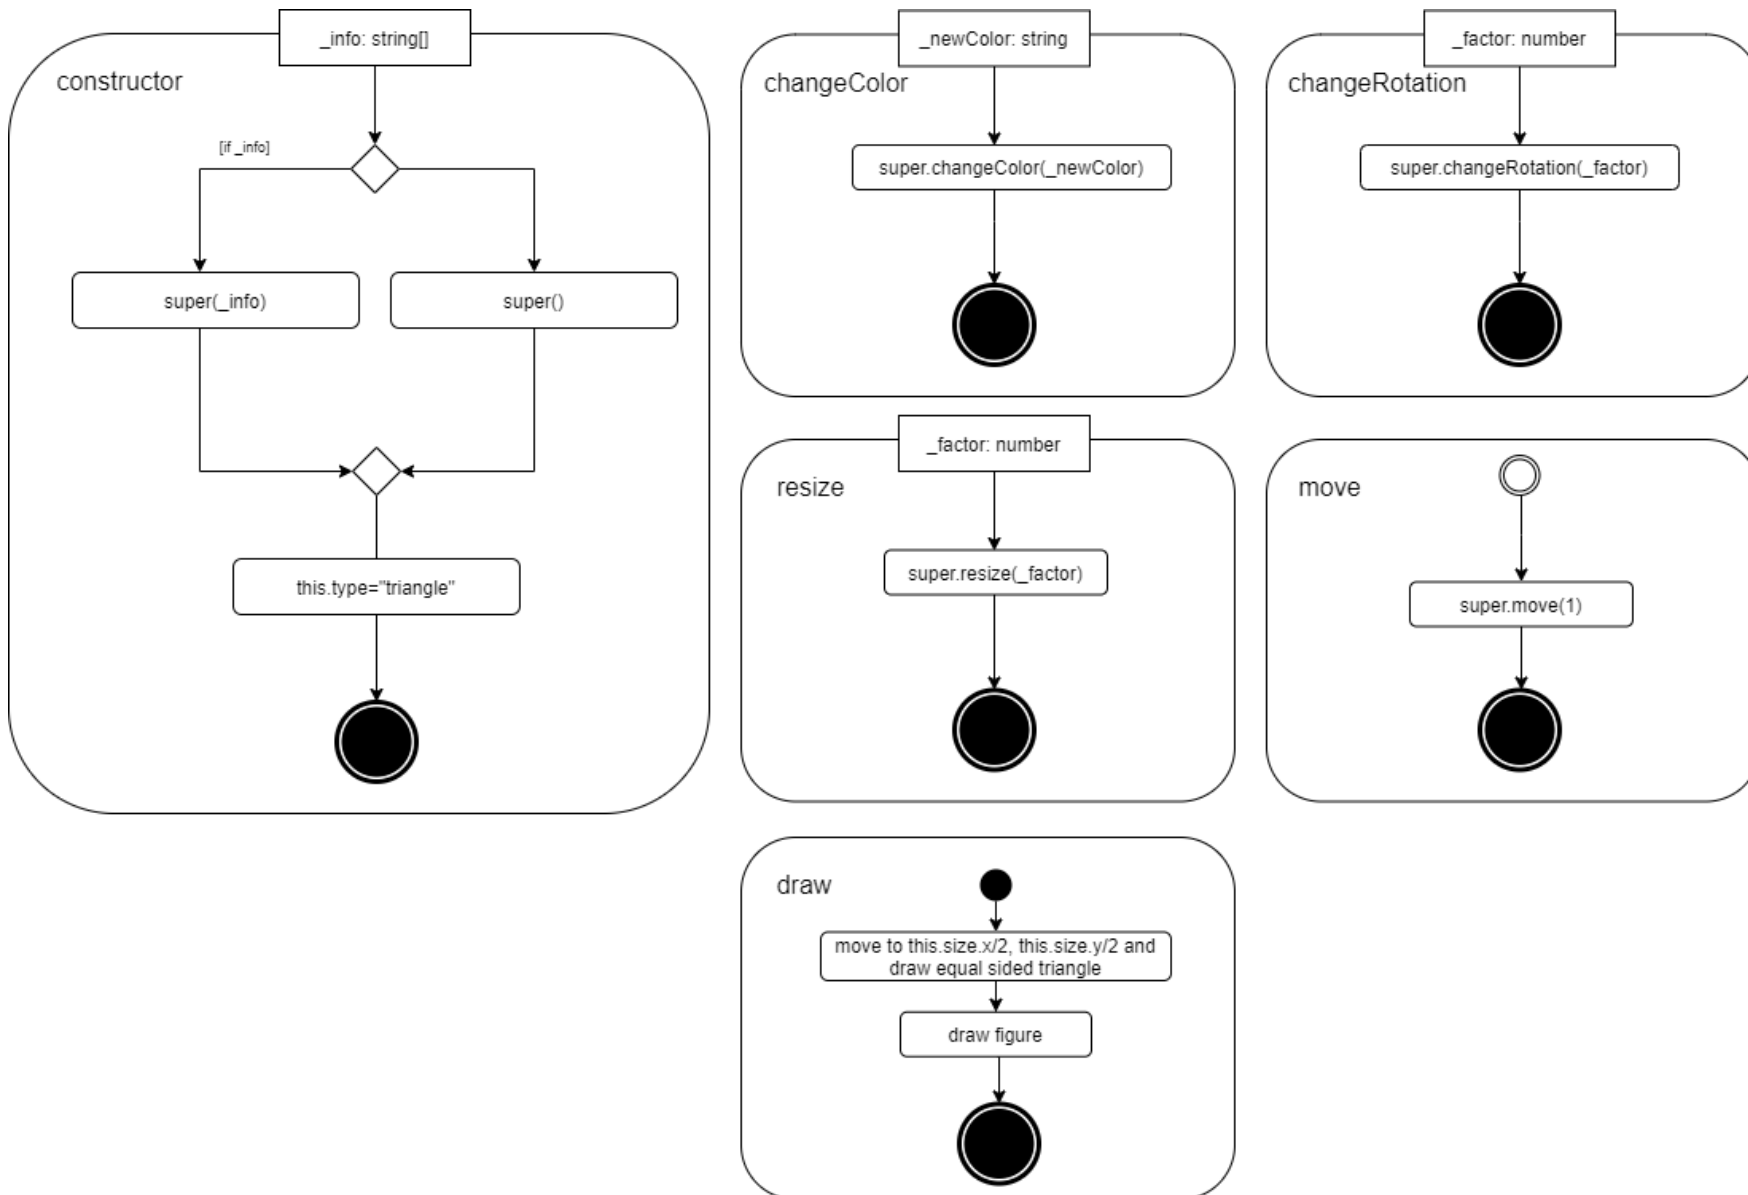 _info: string[]
constructor
[if _info]
super(_info)
super()
this.type="triangle"
_newColor: string
changeColor
super.changeColor(_newColor)
_factor: number
changeRotation
super.changeRotation(_factor)
_factor: number
resize
super.resize(_factor)
move
super.move(1)
draw
move to this.size.x/2, this.size.y/2 and
draw equal sided triangle
draw figure